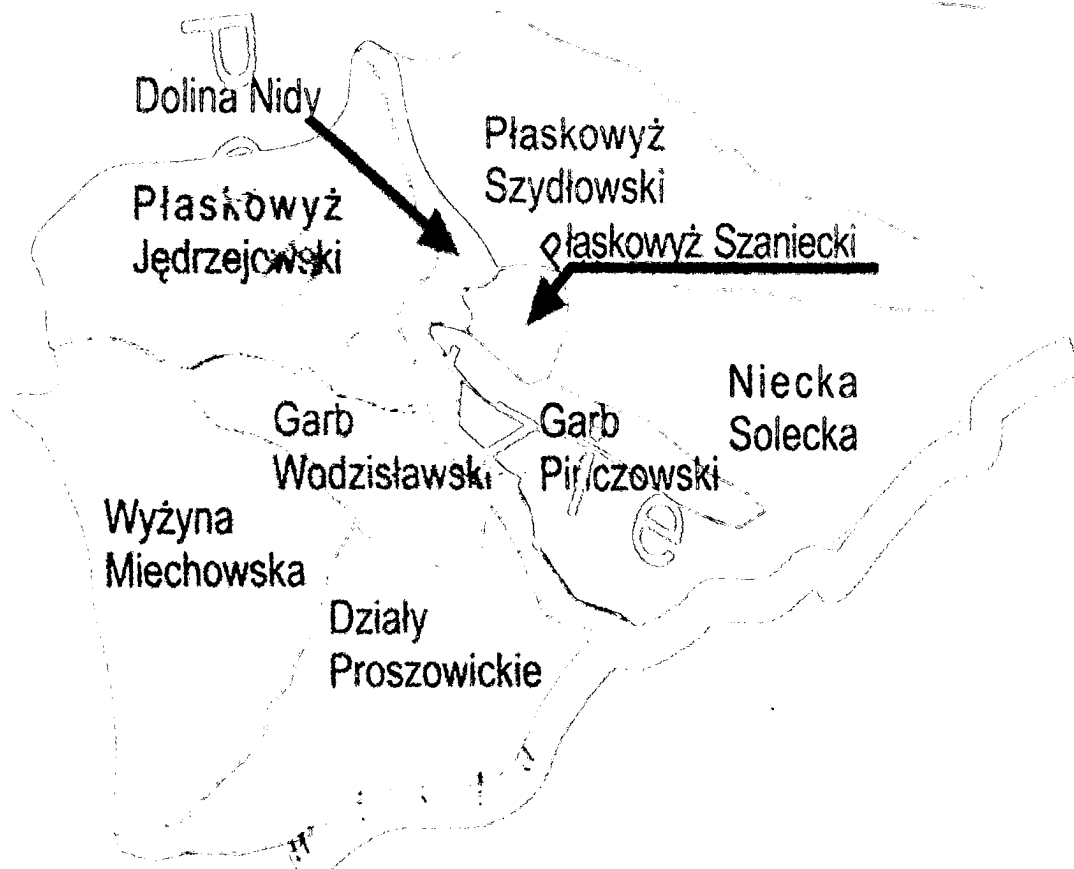 Dolina Nidy
Płaskowyż
Szydłowski
Płaskowyż
Jędrzejowski
Płaskowyż Szaniecki
Niecka
Solecka
Garb
Wodzisławski
Garb
Pińczowski
Wyżyna
Miechowska
Działy
Proszowickie